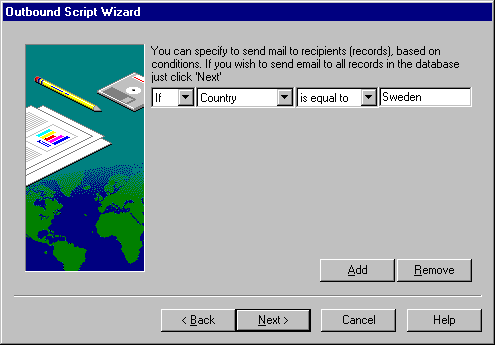 Outbound Script Wizard
You can specify to send mail to recipients (records), based on
conditions. If you wish to send email to all records in the database
just click 'Next'
If Country is equal to Sweden
Add Remove
< Back Next > Cancel Help